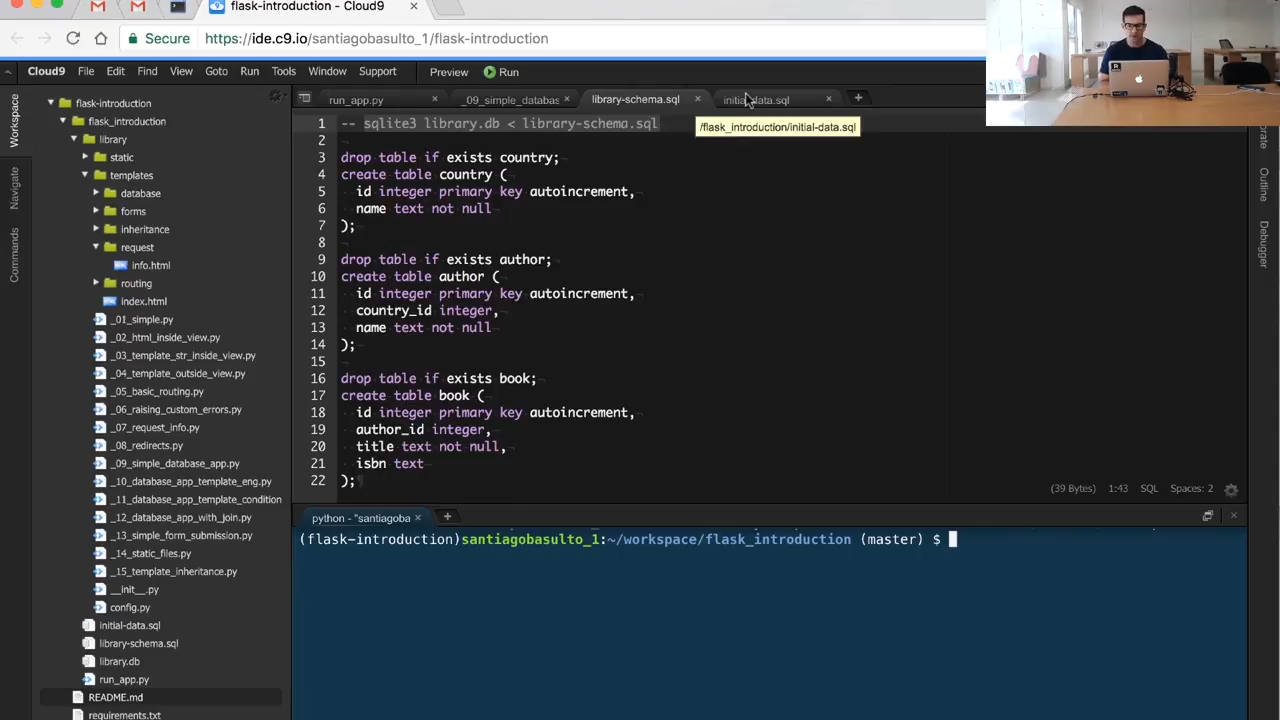 flask-introduction - Cloud9
Secure
https://ide.c9.io/santiagobasulto_1/flask-introduction
Cloud9 File Edit Find View Goto Run Tools Window Support Preview Run
run_app.py _09_simple_databas library-schema.sql initial-data.sql
/flask_introduction/initial-data.sql
Workspace
Navigate
Commands
flask-introduction
flask_introduction
library
static
templates
database
forms
inheritance
request
info.html
routing
index.html
_01_simple.py
_02_html_inside_view.py
_03_template_str_inside_view.py
_04_template_outside_view.py
_05_basic_routing.py
_06_raising_custom_errors.py
_07_request_info.py
_08_redirects.py
_09_simple_database_app.py
_10_database_app_template_eng.py
_11_database_app_template_condition
_12_database_app_with_join.py
_13_simple_form_submission.py
_14_static_files.py
_15_template_inheritance.py
__init__.py
config.py
initial-data.sql
library-schema.sql
library.db
run_app.py
README.md
requirements.txt
1 -- sqlite3 library.db < library-schema.sql
2
3 drop table if exists country;
4 create table country (
5 id integer primary key autoincrement,
6 name text not null
7 );
8
9 drop table if exists author;
10 create table author (
11 id integer primary key autoincrement,
12 country_id integer,
13 name text not null
14 );
15
16 drop table if exists book;
17 create table book (
18 id integer primary key autoincrement,
19 author_id integer,
20 title text not null,
21 isbn text
22 );
(39 Bytes) 1:43 SQL Spaces: 2
python - "santiagoba
(flask-introduction)santiagobasulto_1:~/workspace/flask_introduction (master) $
Outline
Debugger